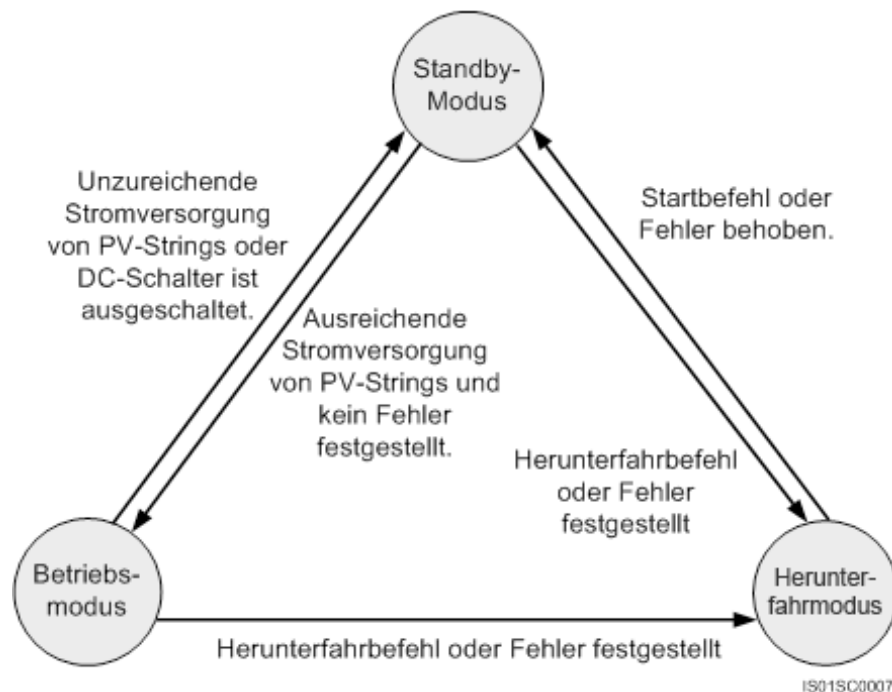 Standby-
Modus
Unzureichende
Stromversorgung
von PV-Strings oder
DC-Schalter ist
ausgeschaltet.
Startbefehl oder
Fehler behoben.
Ausreichende
Stromversorgung
von PV-Strings und
kein Fehler
festgestellt.
Herunterfahrbefehl
oder Fehler
festgestellt
Betriebs-
modus
Herunter-
fahrmodus
Herunterfahrbefehl oder Fehler festgestellt
IS01SC0007